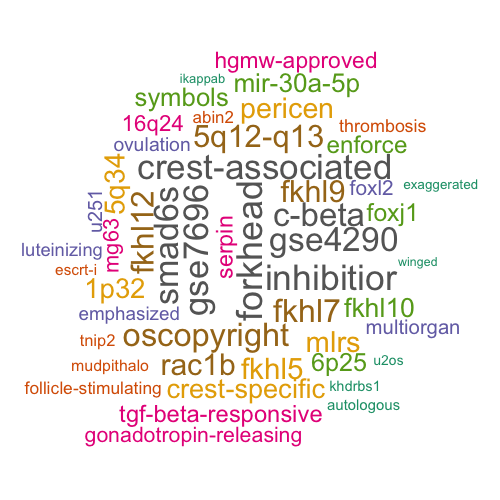 hgmw-approved
ikappab
mir-30a-5p
symbols
abin2
pericen
16q24
5q12-q13
thrombosis
ovulation
enforce
crest-associated
5q34
fkhl9
foxl2
exaggerated
u251
fkhl12
smad6s
gse7696
forkhead
c-beta
foxj1
mg63
serpin
gse4290
luteinizing
escrt-i
inhibitior
winged
1p32
emphasized
fkhl7
fkhl10
multiorgan
tnip2
oscopyright
mlrs
mudpithalo
rac1b
fkhl5
6p25
u2os
follicle-stimulating
crest-specific
khdrbs1
autologous
tgf-beta-responsive
gonadotropin-releasing